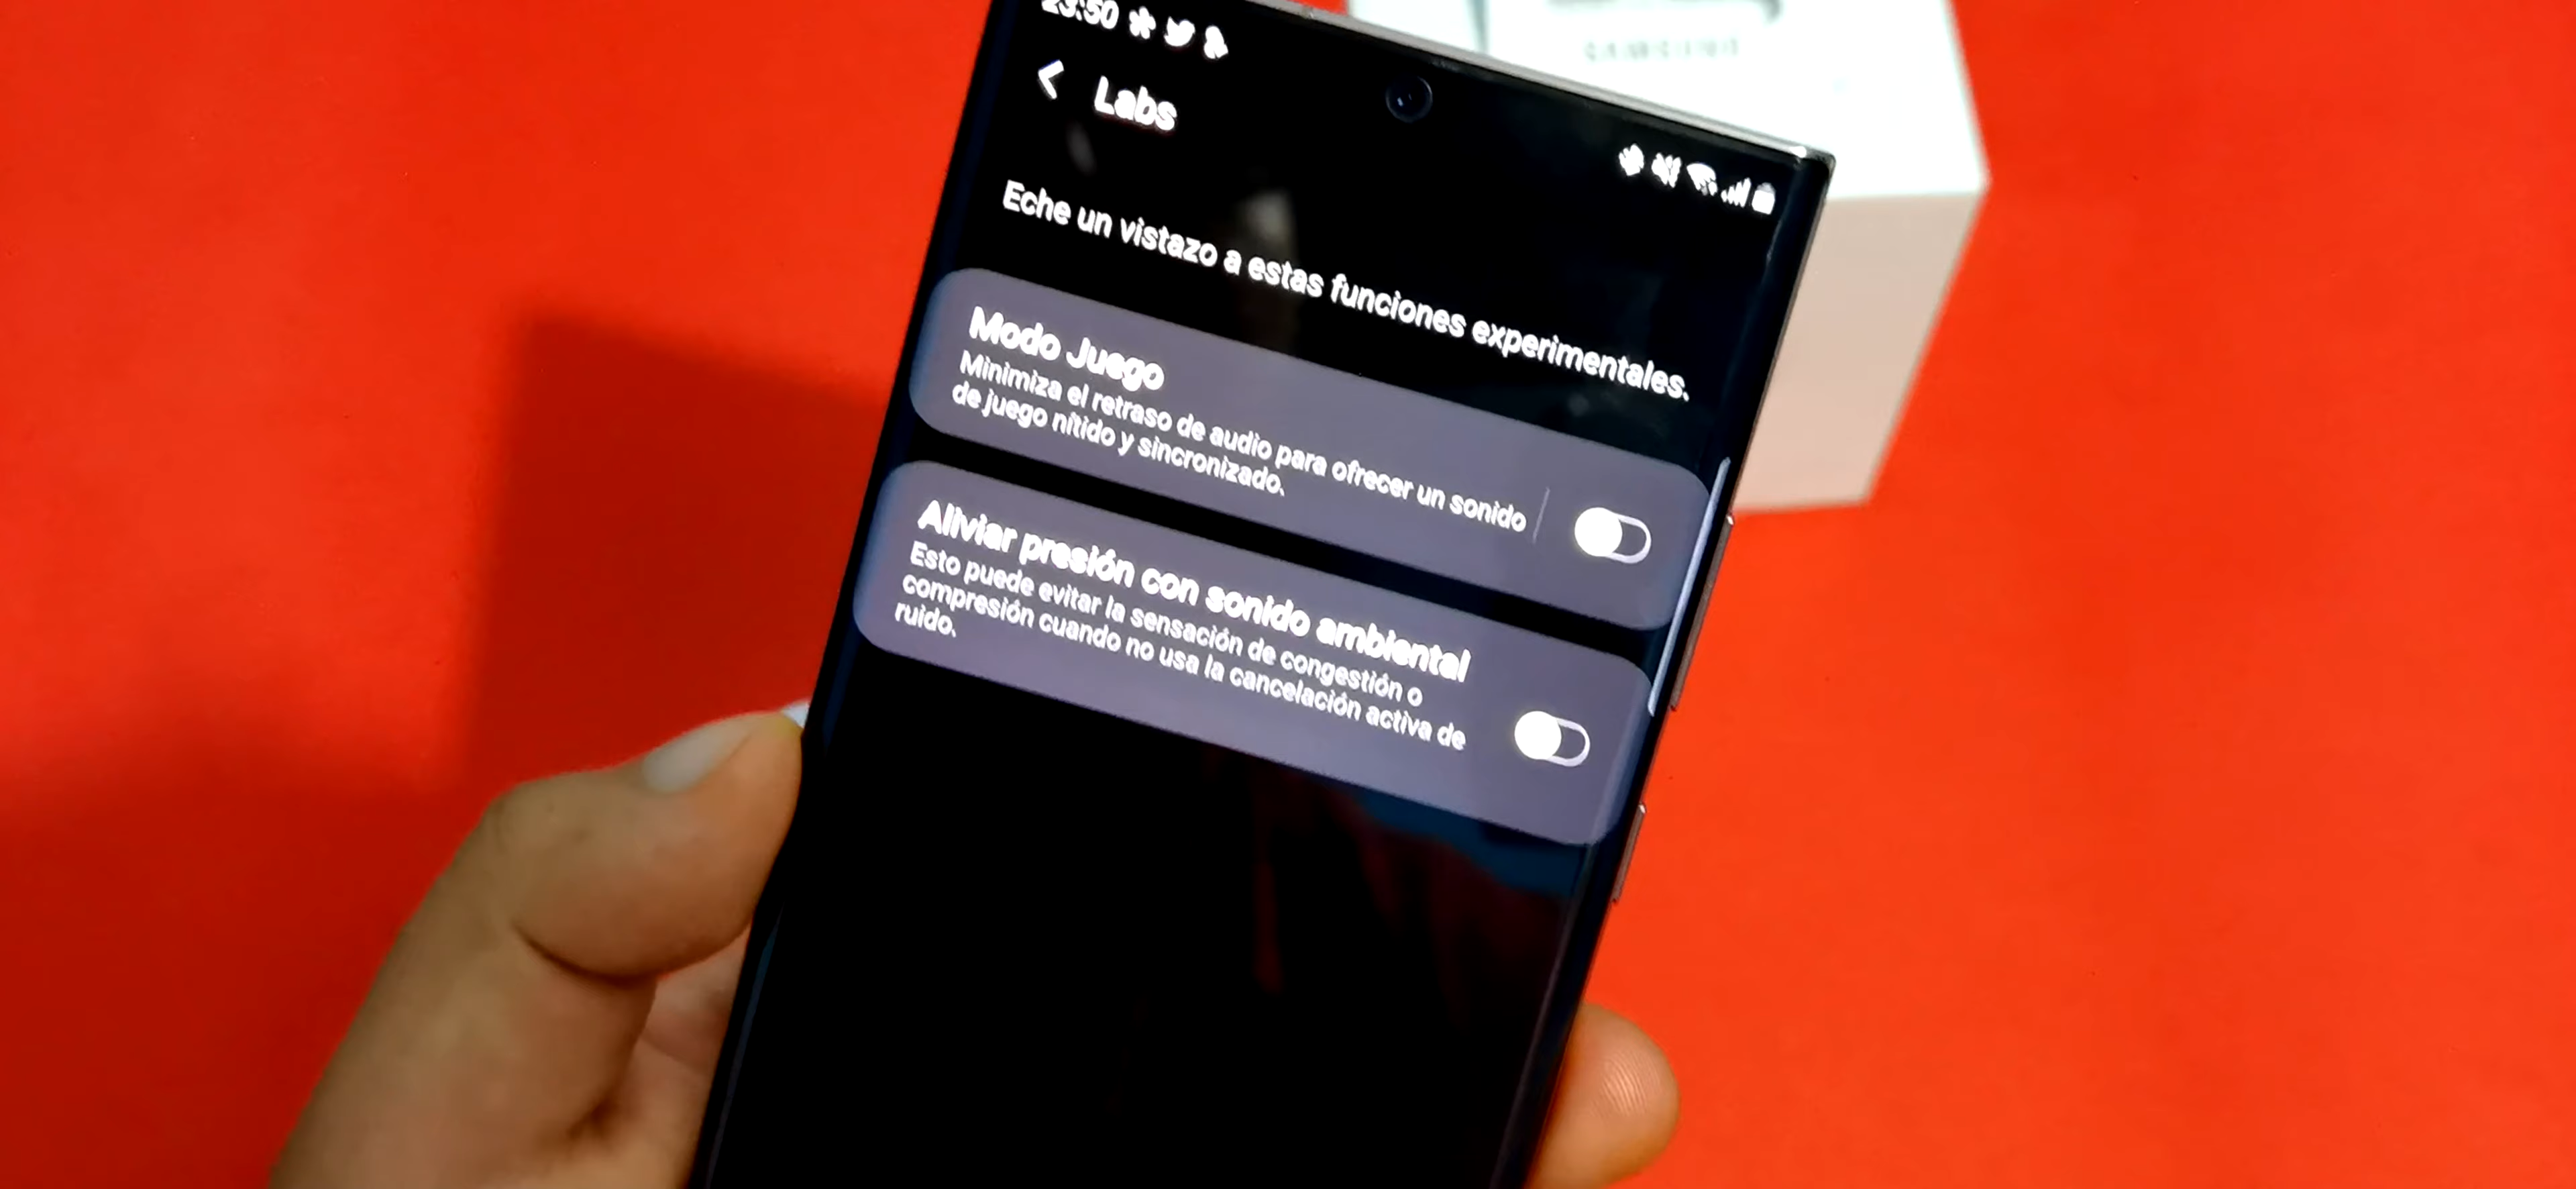 23:50
Labs
Eche un vistazo a estas funciones experimentales.
Modo Juego
Minimiza el retraso de audio para ofrecer un sonido
de juego nítido y sincronizado.
Aliviar presión con sonido ambiental
Esto puede evitar la sensación de congestión o
compresión cuando no usa la cancelación activa de
ruido.
SAMSUNG